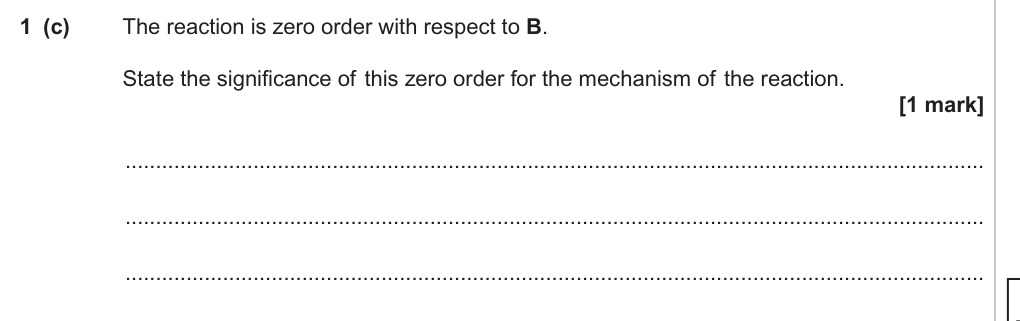 1 (c) The reaction is zero order with respect to B.
State the significance of this zero order for the mechanism of the reaction.
[1 mark]